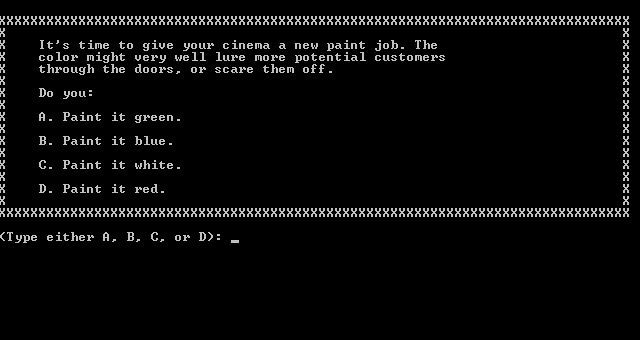 It's time to give your cinema a new paint job. The
color might very well lure more potential customers
through the doors, or scare them off.
Do you:
A. Paint it green.
B. Paint it blue.
C. Paint it white.
D. Paint it red.
(Type either A, B, C, or D): _